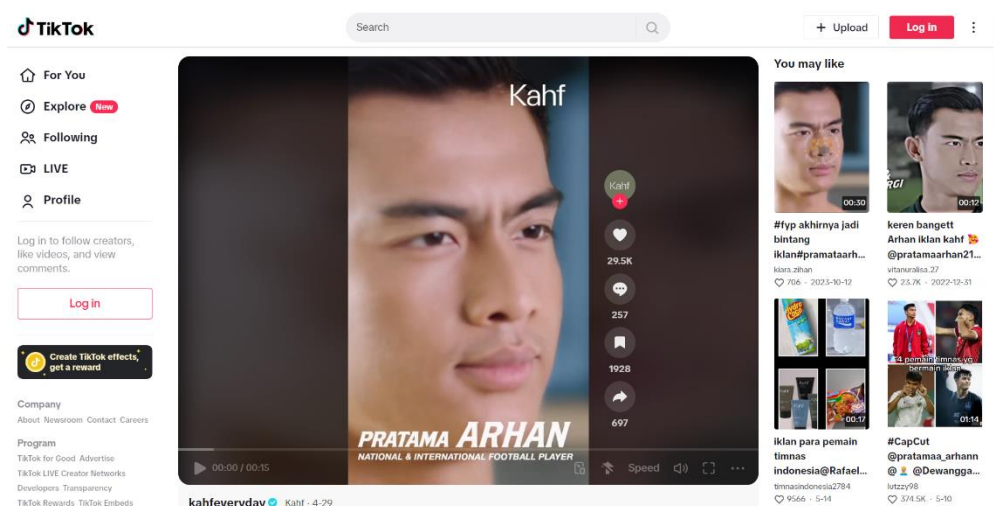 TikTok
Search
+ Upload
Log in
For You
Explore New
Following
LIVE
Profile
Log in to follow creators,
like videos, and view
comments.
Log in
Create TikTok effects,
get a reward
Company
About Newsroom Contact Careers
Program
TikTok for Good Advertise
TikTok LIVE Creator Networks
Developers Transparency
TikTok Rewards TikTok Embeds
Kahf
Kahf
29.5K
257
1928
697
PRATAMA ARHAN
NATIONAL & INTERNATIONAL FOOTBALL PLAYER
00:00 / 00:15
Speed
kahfeveryday Kahf · 4-29
You may like
00:30
#fyp akhirnya jadi
bintang
iklan#pramataarh...
kiara.zihan
706 · 2023-10-12
00:12
keren bangett
Arhan iklan kahf
@pratamaarhan21...
vitanuralisa.27
23.7K · 2022-12-31
00:17
iklan para pemain
timnas
indonesia@Rafael...
timnasindonesia2784
9566 · 5-14
4 pemain timnas yg
bermain iklan
01:14
#CapCut
@pratamaa_arhann
@ @Dewangga...
lutzzy98
374.5K · 5-10